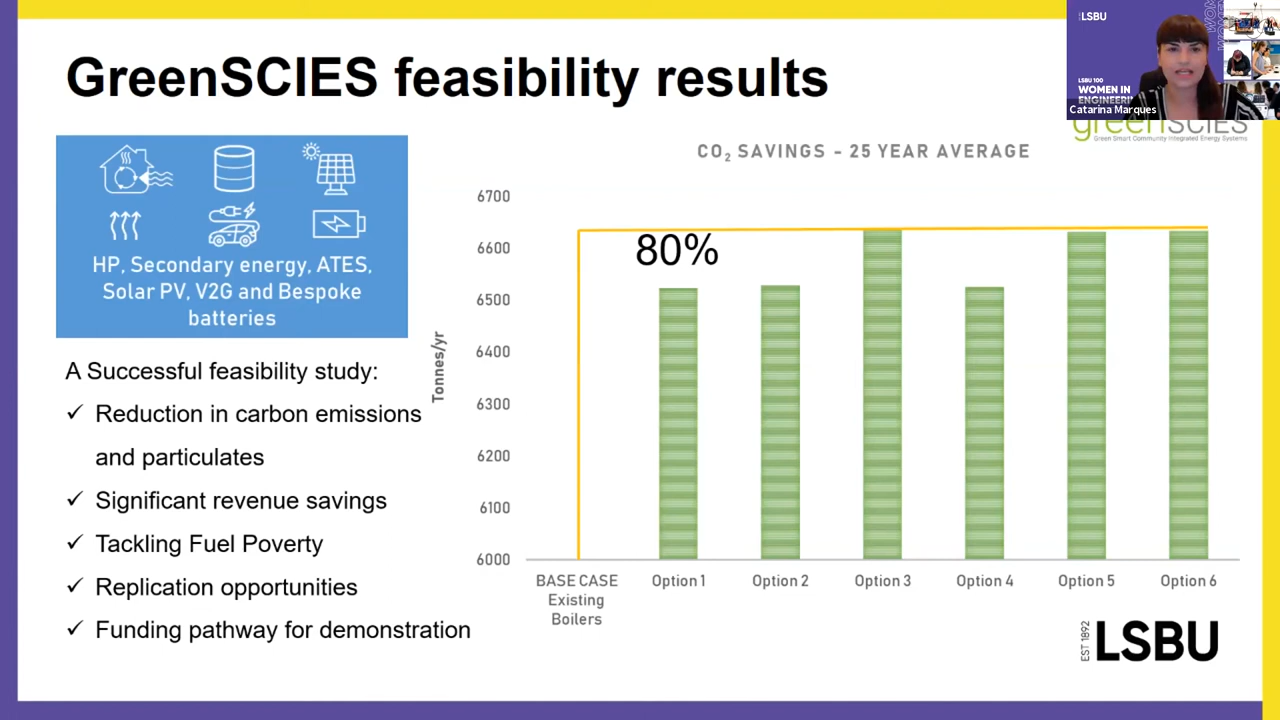 GreenSCIES feasibility results
LSBU
LSBU 100
WOMEN IN
ENGINEERIN
Catarina Marques
greenSCIES
Green Smart Community Integrated Energy Systems
HP, Secondary energy, ATES,
Solar PV, V2G and Bespoke
batteries
A Successful feasibility study:
✓ Reduction in carbon emissions
and particulates
✓ Significant revenue savings
✓ Tackling Fuel Poverty
✓ Replication opportunities
✓ Funding pathway for demonstration
CO₂ SAVINGS - 25 YEAR AVERAGE
Tonnes/yr
6700
6600
6500
6400
6300
6200
6100
6000
80%
BASE CASE
Existing
Boilers
Option 1
Option 2
Option 3
Option 4
Option 5
Option 6
EST 1892
LSBU